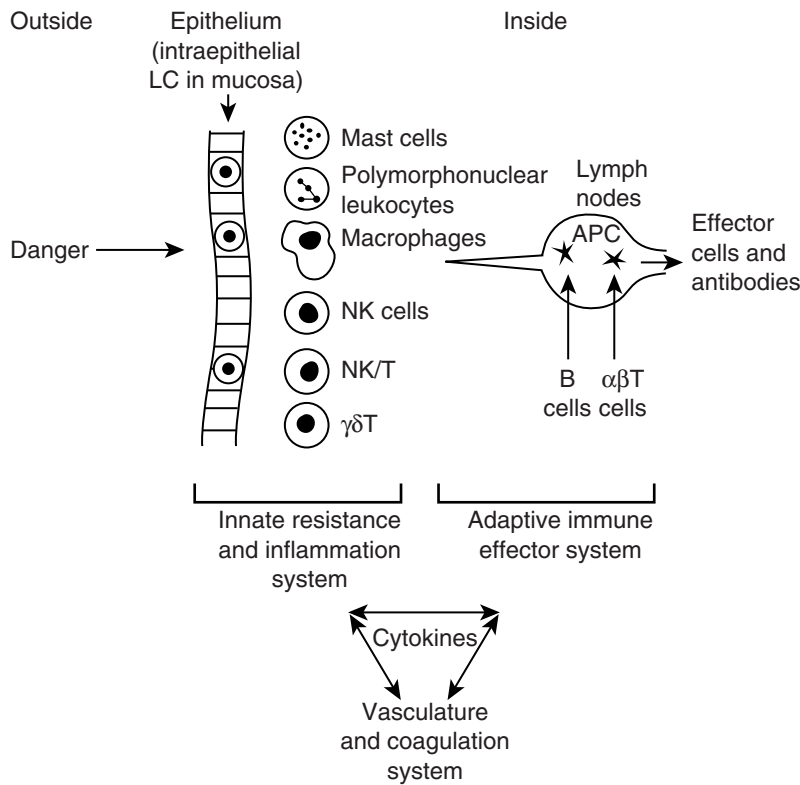 Outside
Epithelium
(intraepithelial
LC in mucosa)
Inside
Mast cells
Polymorphonuclear
leukocytes
Macrophages
NK cells
NK/T
γδT
Danger
Lymph
nodes
APC
Effector
cells and
antibodies
B
cells
αβT
cells
Innate resistance
and inflammation
system
Adaptive immune
effector system
Cytokines
Vasculature
and coagulation
system